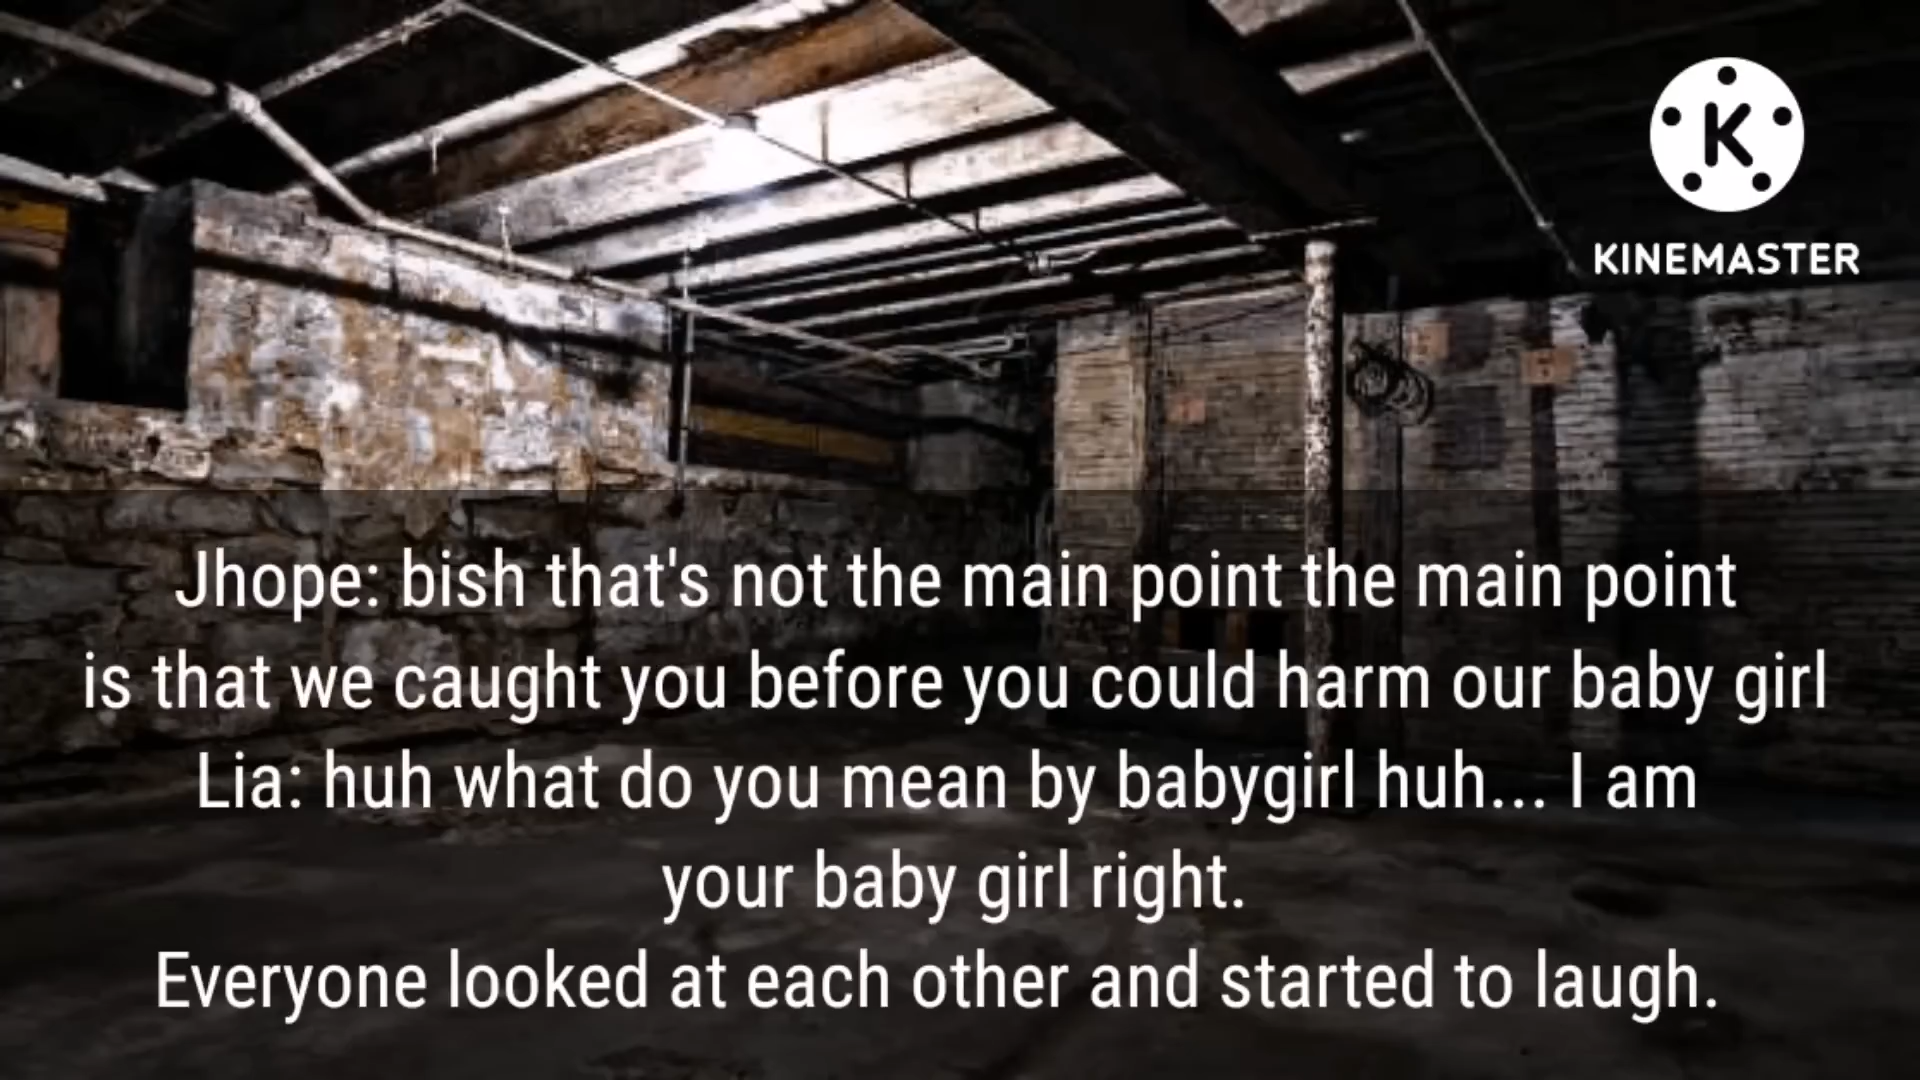 K
KINEMASTER
Jhope: bish that's not the main point the main point
is that we caught you before you could harm our baby girl
Lia: huh what do you mean by babygirl huh... I am
your baby girl right.
Everyone looked at each other and started to laugh.